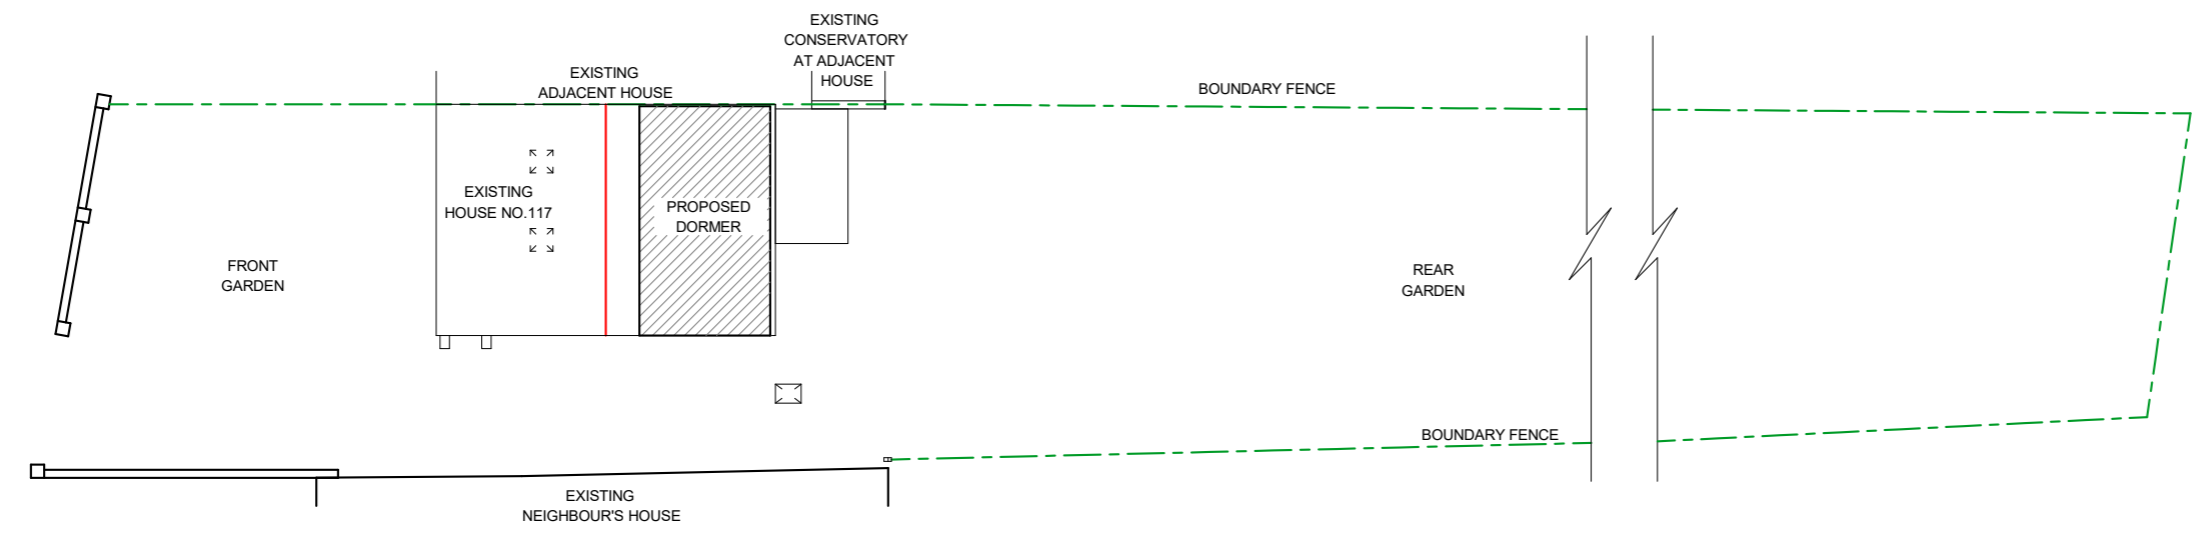 EXISTING
CONSERVATORY
AT ADJACENT
HOUSE
EXISTING
ADJACENT HOUSE
BOUNDARY FENCE
EXISTING
HOUSE NO.117
PROPOSED
DORMER
FRONT
GARDEN
REAR
GARDEN
BOUNDARY FENCE
EXISTING
NEIGHBOUR'S HOUSE